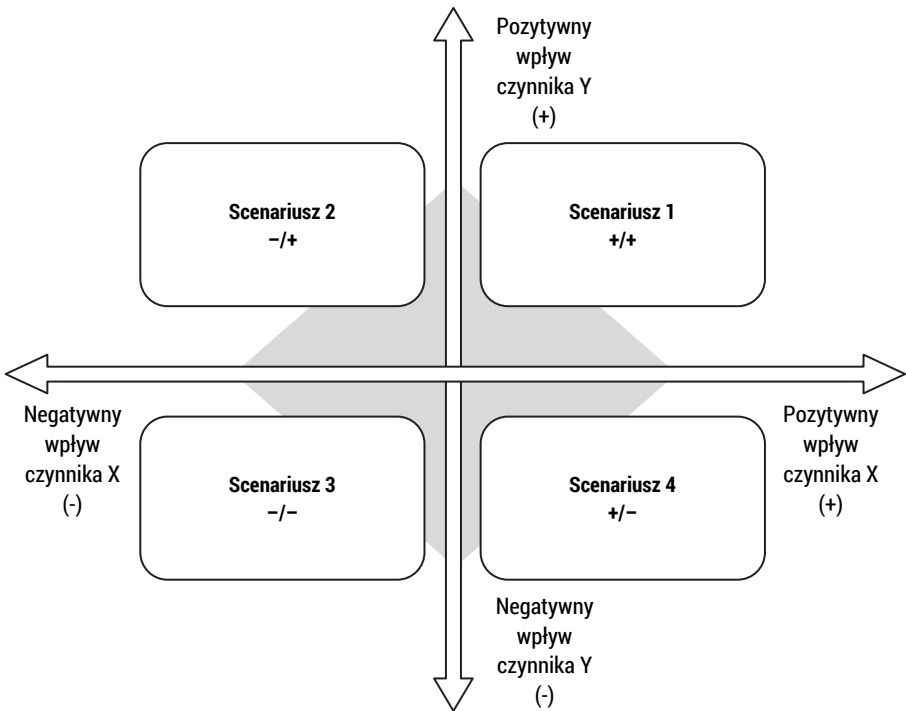 Pozytywny
wpływ
czynnika Y
(+)
Scenariusz 2
–/+
Scenariusz 1
+/+
Negatywny
wpływ
czynnika X
(-)
Pozytywny
wpływ
czynnika X
(+)
Scenariusz 3
–/–
Scenariusz 4
+/–
Negatywny
wpływ
czynnika Y
(-)